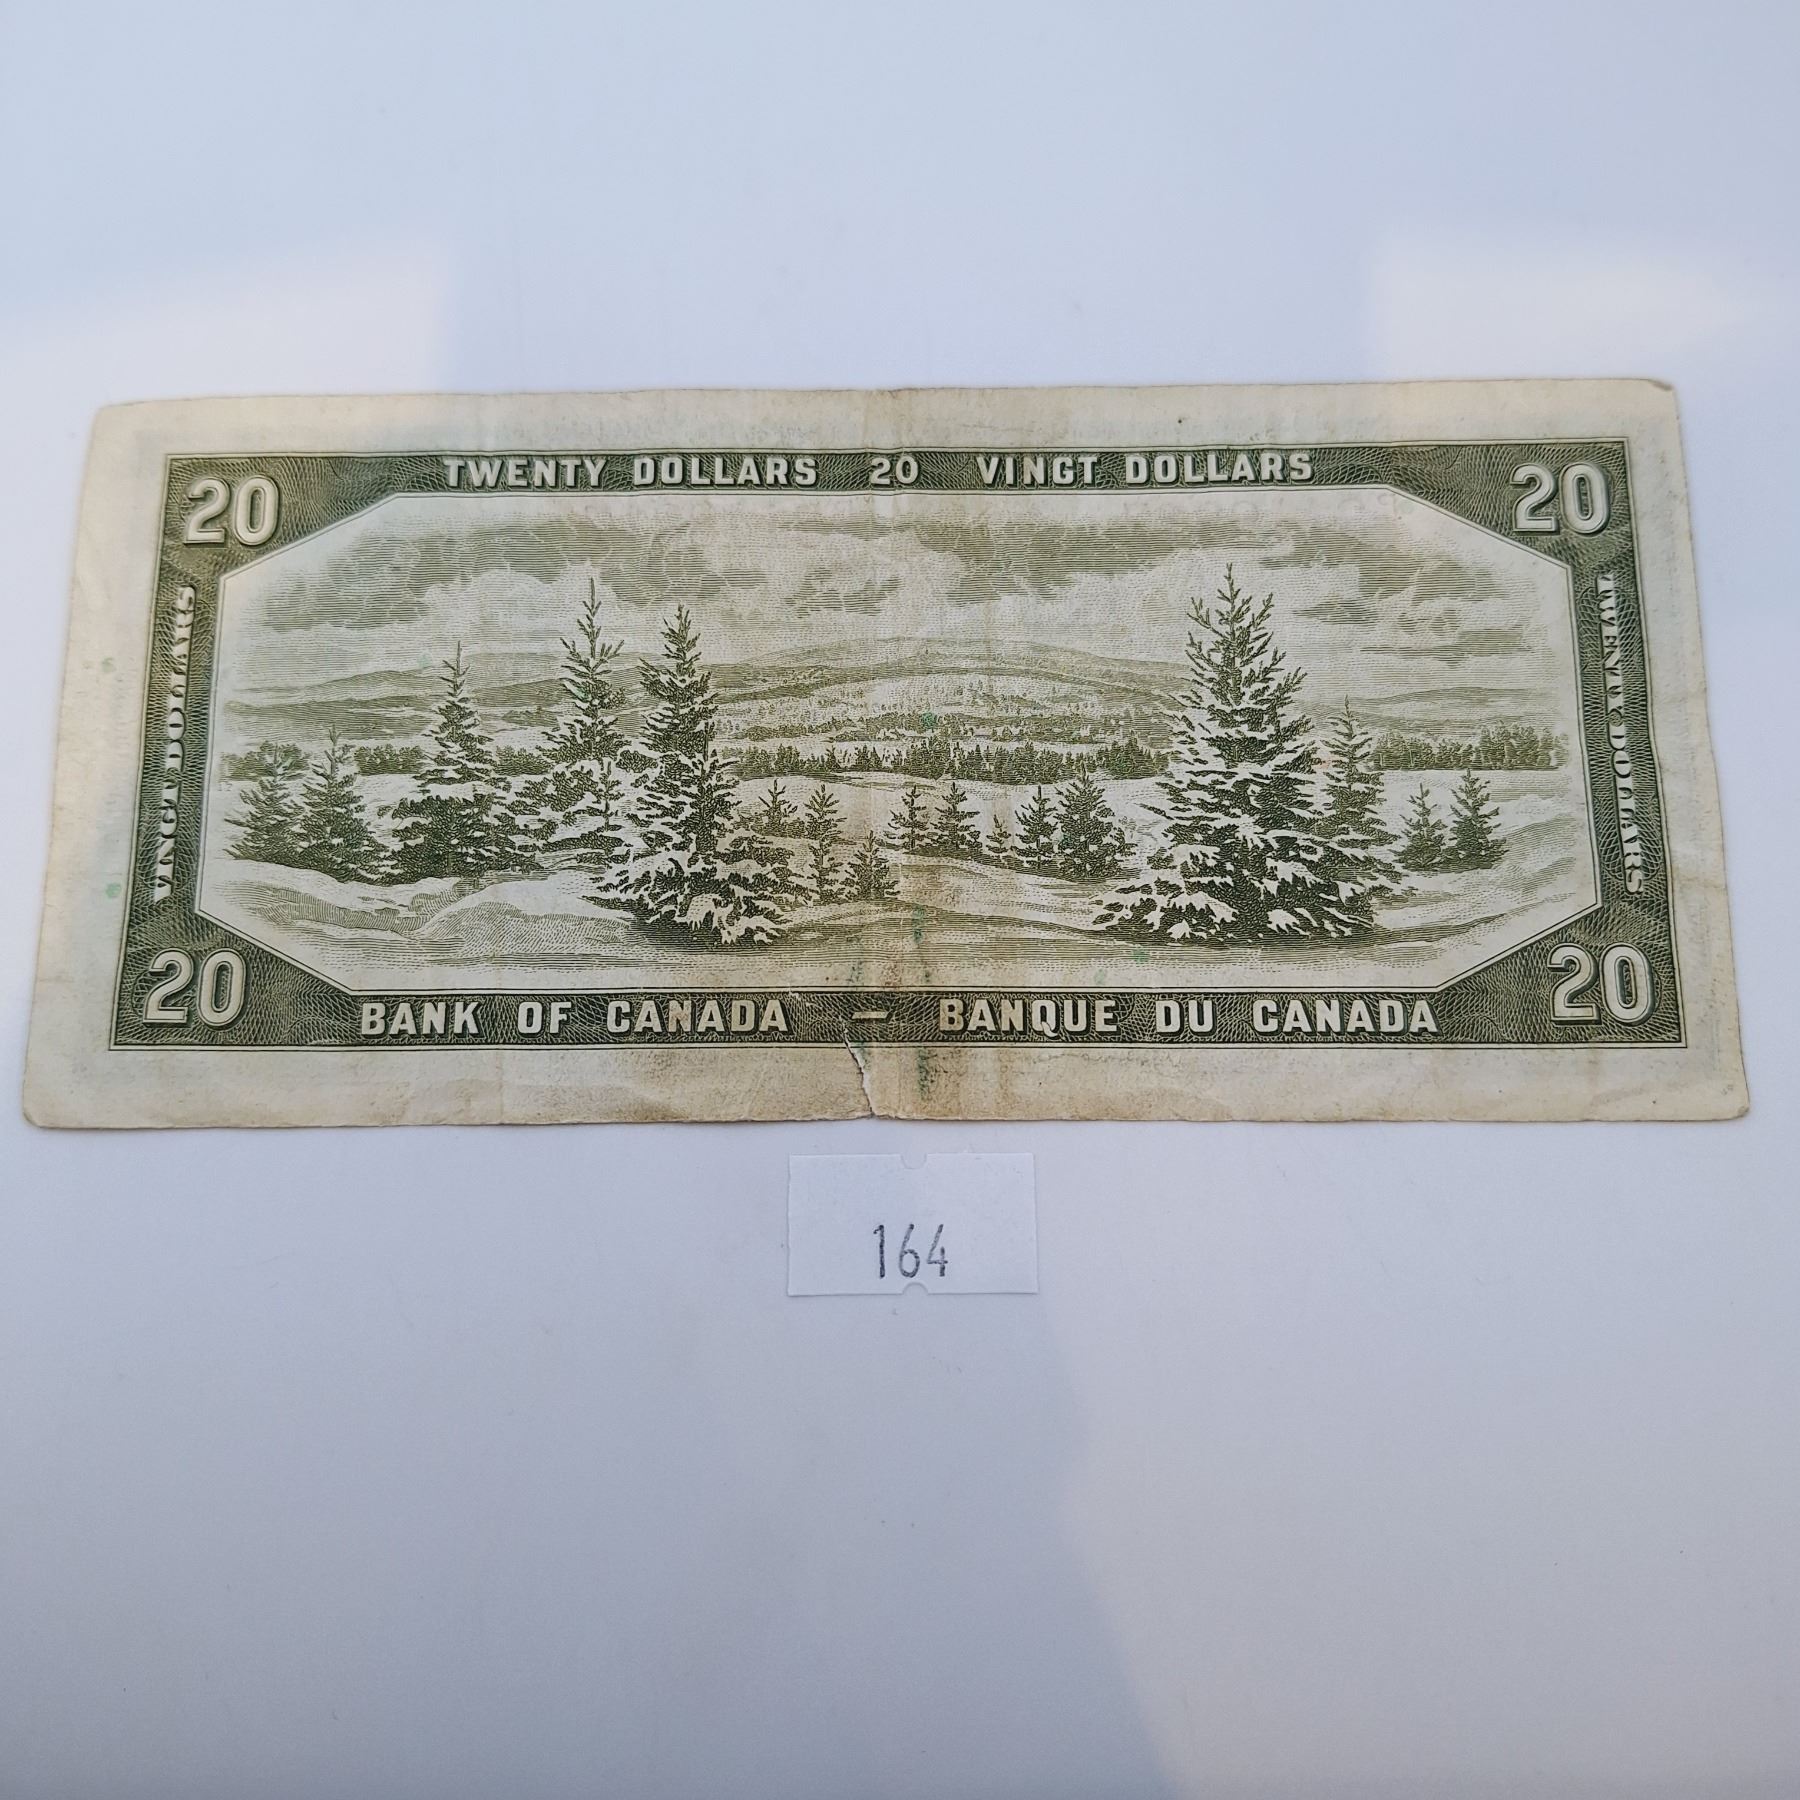 20 TWENTY DOLLARS 20 VINGT DOLLARS 20
VINGT DOLLARS
TWENTY DOLLARS
20 BANK OF CANADA — BANQUE DU CANADA 20
164